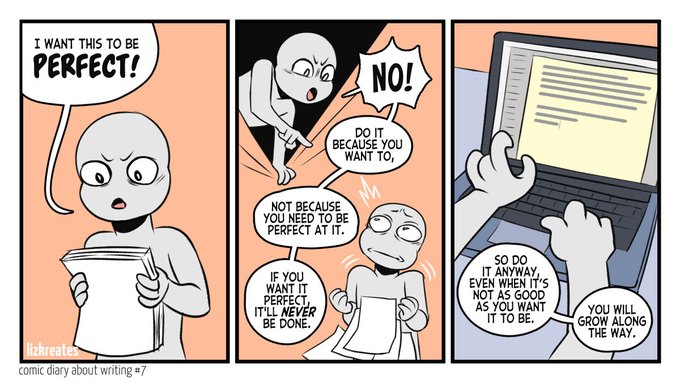 I WANT THIS TO BE
PERFECT!
NO!
DO IT
BECAUSE YOU
WANT TO,
NOT BECAUSE
YOU NEED TO BE
PERFECT AT IT.
IF YOU
WANT IT
PERFECT,
IT'LL NEVER
BE DONE.
SO DO
IT ANYWAY,
EVEN WHEN IT'S
NOT AS GOOD
AS YOU WANT
IT TO BE.
YOU WILL
GROW ALONG
THE WAY.
lizkreates
comic diary about writing #7